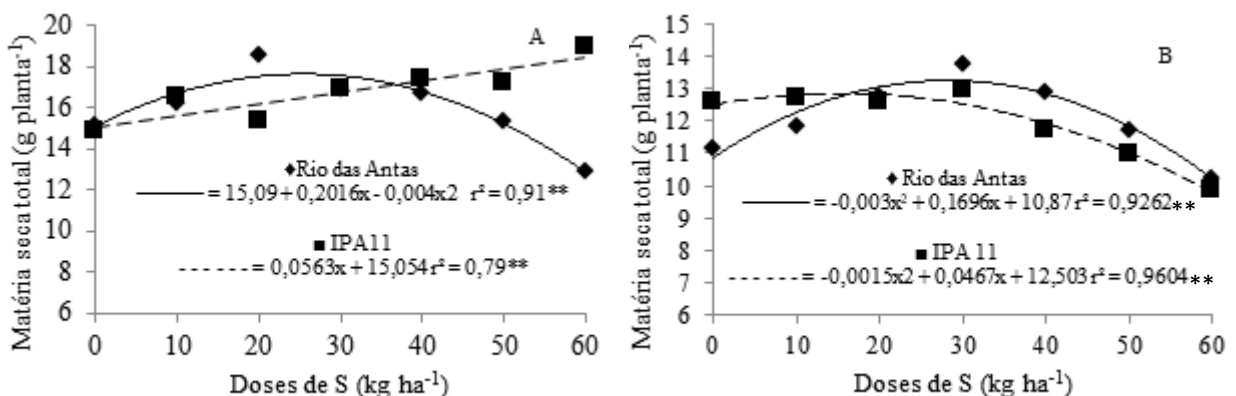 Matéria seca total (g planta⁻¹)
20
18
16
14
12
10
8
6
A
◆Rio das Antas
= 15,09 + 0,2016x - 0,004x2 r² = 0,91**
■ IPA11
= 0,0563x + 15,054 r² = 0,79**
0 10 20 30 40 50 60
Doses de S (kg ha⁻¹)
Matéria seca total (g planta⁻¹)
15
14
13
12
11
10
9
8
7
6
B
◆ Rio das Antas
= -0,003x² + 0,1696x + 10,87 r² = 0,9262**
■ IPA 11
= -0,0015x2 + 0,0467x + 12,503 r² = 0,9604**
0 10 20 30 40 50 60
Doses de S (kg ha⁻¹)